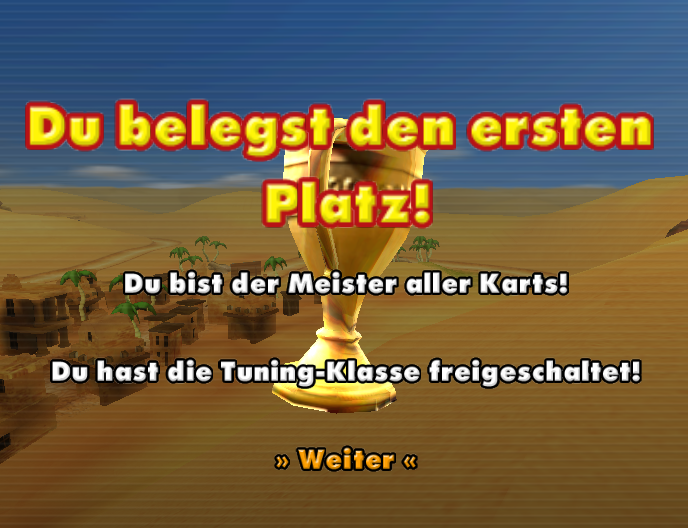 Du belegst den ersten
Platz!
Du bist der Meister aller Karts!
Du hast die Tuning-Klasse freigeschaltet!
» Weiter «